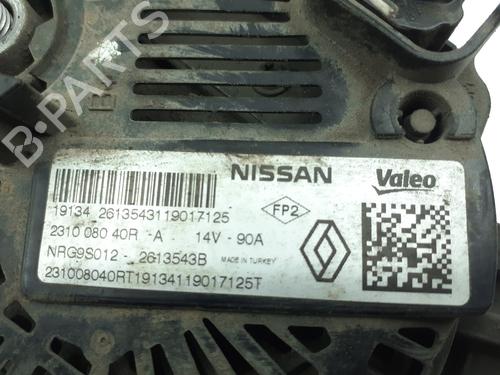 B-PARTS
B
NISSAN
Valeo
19134 2613543119017125
FP2
2310 080 40R -A 14V - 90A
NRG9S012 - 2613543B
MADE IN TURKEY
231008040RT19134119017125T